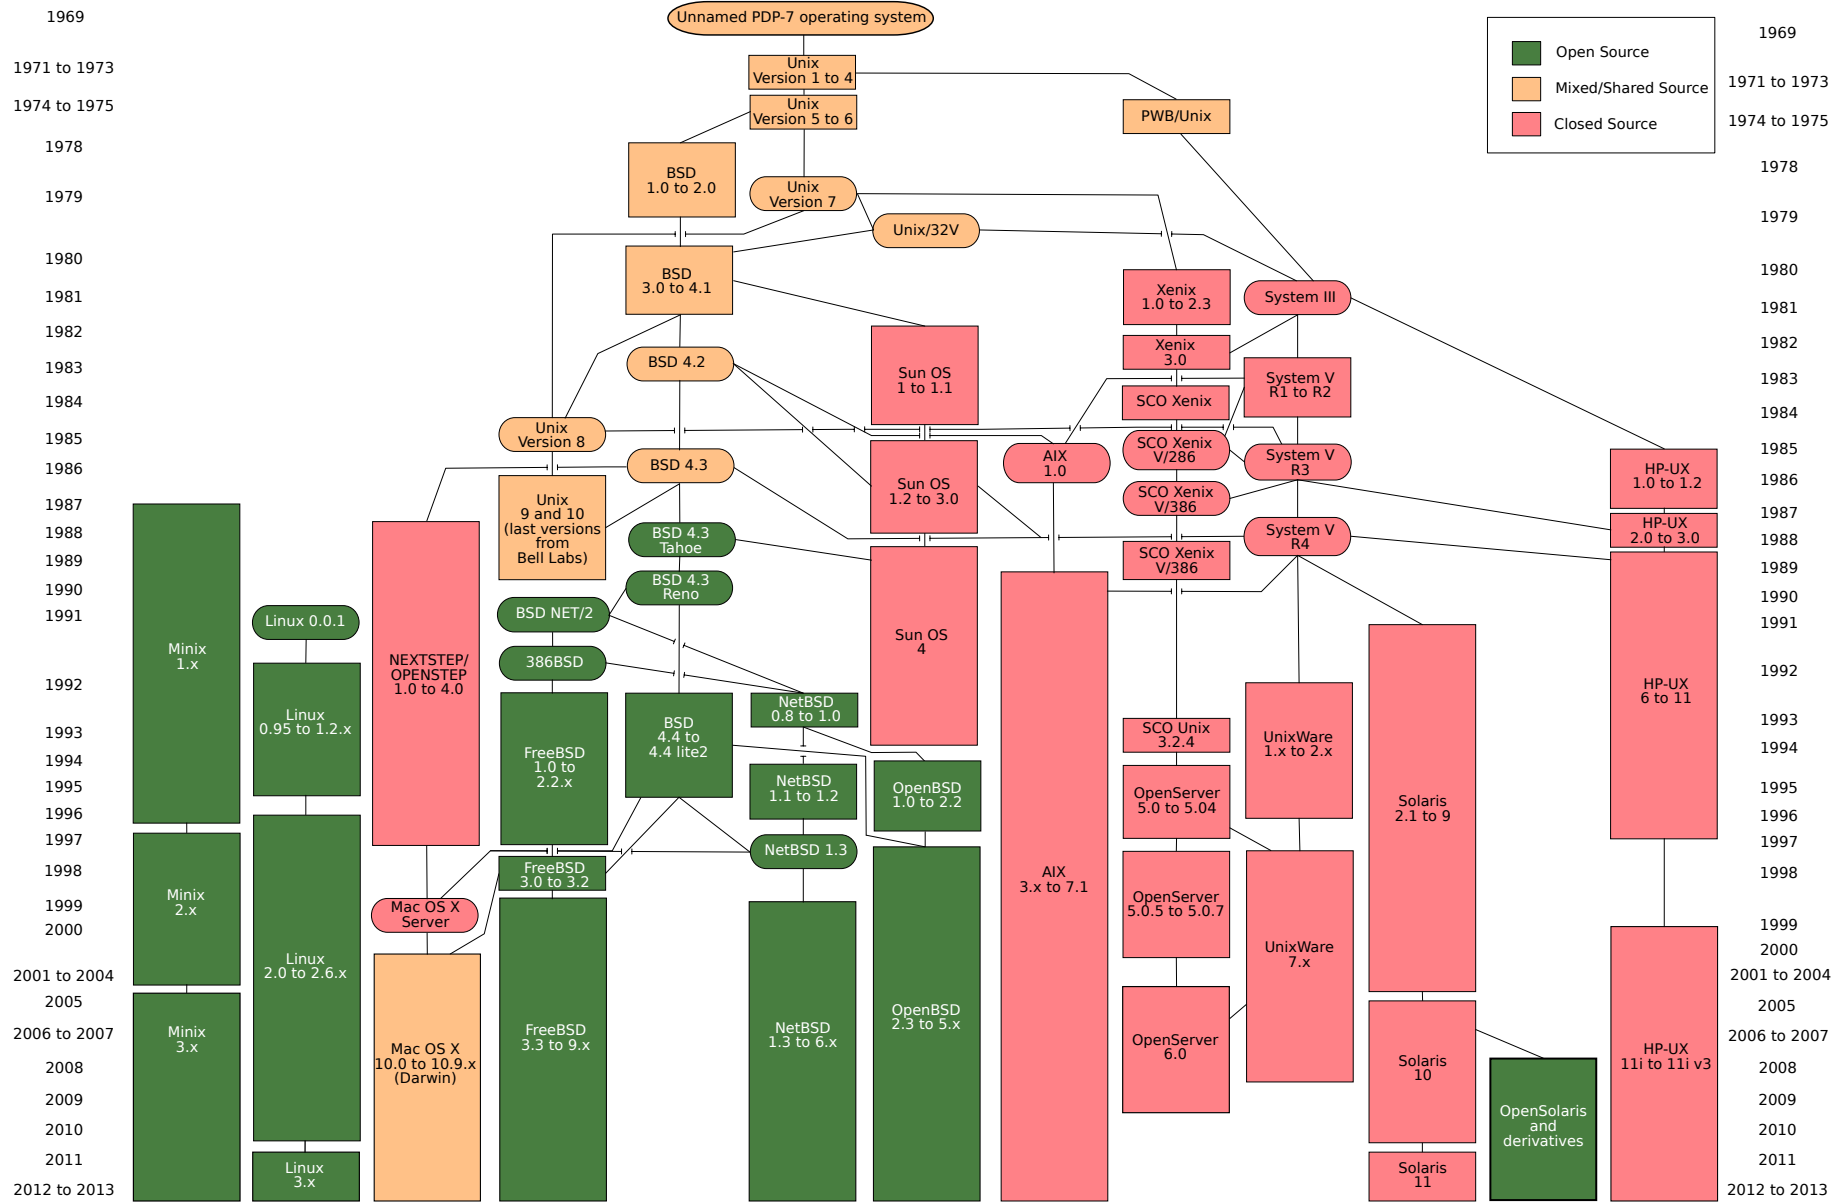 Unnamed PDP-7 operating system
1969
1969
Open Source
Mixed/Shared Source
Closed Source
1971 to 1973
Unix
Version 1 to 4
1971 to 1973
1974 to 1975
Unix
Version 5 to 6
PWB/Unix
1974 to 1975
1978
BSD
1.0 to 2.0
1978
1979
Unix
Version 7
1979
Unix/32V
1980
BSD
3.0 to 4.1
1980
1981
Xenix
1.0 to 2.3
System III
1981
1982
Xenix
3.0
1982
1983
BSD 4.2
Sun OS
1 to 1.1
System V
R1 to R2
1983
1984
SCO Xenix
1984
1985
Unix
Version 8
SCO Xenix
V/286
1985
1986
BSD 4.3
AIX
1.0
System V
R3
HP-UX
1.0 to 1.2
1986
1987
Unix
9 and 10
(last versions
from
Bell Labs)
Sun OS
1.2 to 3.0
SCO Xenix
V/386
1987
1988
BSD 4.3
Tahoe
System V
R4
HP-UX
2.0 to 3.0
1988
1989
SCO Xenix
V/386
1989
1990
BSD 4.3
Reno
1990
1991
Linux 0.0.1
BSD NET/2
1991
Minix
1.x
NEXTSTEP/
OPENSTEP
1.0 to 4.0
386BSD
Sun OS
4
1992
1992
HP-UX
6 to 11
Linux
0.95 to 1.2.x
BSD
4.4 to
4.4 lite2
NetBSD
0.8 to 1.0
1993
SCO Unix
3.2.4
UnixWare
1.x to 2.x
1993
1994
FreeBSD
1.0 to
2.2.x
1994
1995
NetBSD
1.1 to 1.2
OpenBSD
1.0 to 2.2
OpenServer
5.0 to 5.04
Solaris
2.1 to 9
1995
1996
1996
1997
NetBSD 1.3
1997
1998
FreeBSD
3.0 to 3.2
AIX
3.x to 7.1
1998
Minix
2.x
1999
Mac OS X
Server
OpenServer
5.0.5 to 5.0.7
1999
2000
UnixWare
7.x
2000
2001 to 2004
Linux
2.0 to 2.6.x
2001 to 2004
2005
2005
2006 to 2007
Minix
3.x
FreeBSD
3.3 to 9.x
NetBSD
1.3 to 6.x
OpenBSD
2.3 to 5.x
2006 to 2007
Mac OS X
10.0 to 10.9.x
(Darwin)
OpenServer
6.0
Solaris
10
HP-UX
11i to 11i v3
2008
2008
2009
2009
OpenSolaris
and
derivatives
2010
2010
2011
Linux
3.x
Solaris
11
2011
2012 to 2013
2012 to 2013